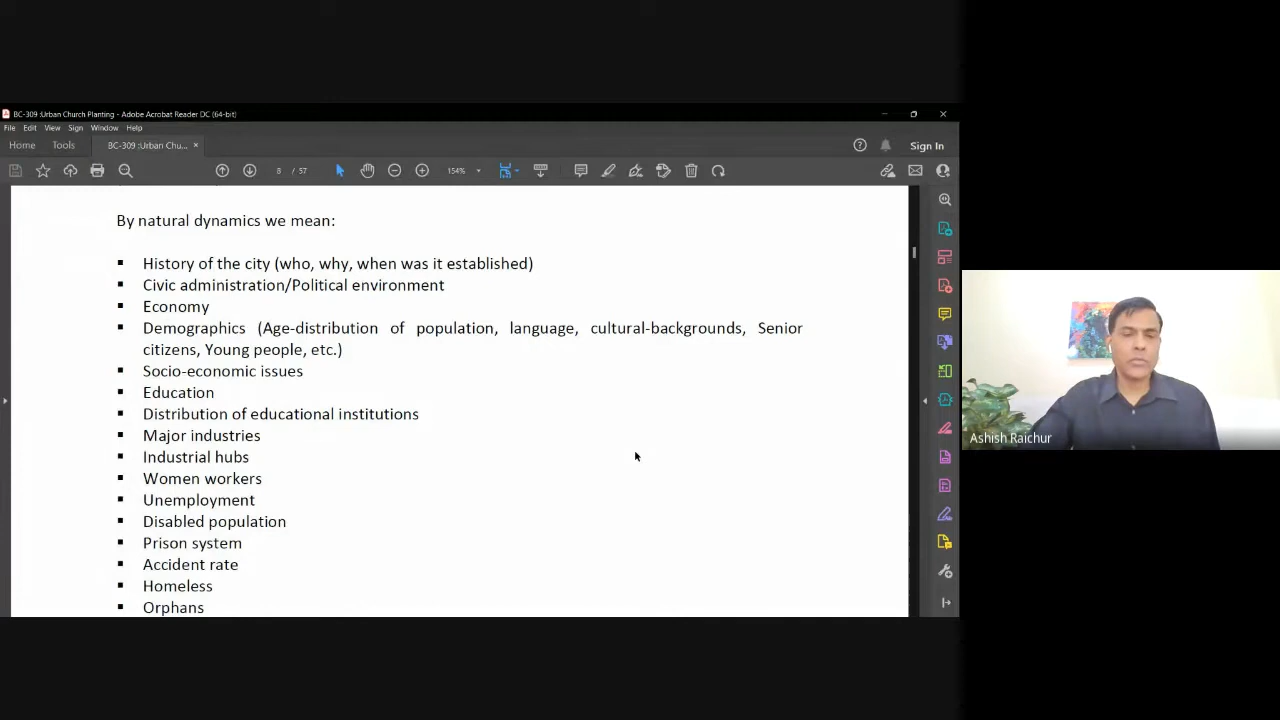 BC-309 :Urban Church Planting - Adobe Acrobat Reader DC (64-bit)
File Edit View Sign Window Help
Home Tools BC-309 :Urban Chu... × Sign In
8 / 57 154%
By natural dynamics we mean:
▪ History of the city (who, why, when was it established)
▪ Civic administration/Political environment
▪ Economy
▪ Demographics (Age-distribution of population, language, cultural-backgrounds, Senior
citizens, Young people, etc.)
▪ Socio-economic issues
▪ Education
▪ Distribution of educational institutions
▪ Major industries
▪ Industrial hubs
▪ Women workers
▪ Unemployment
▪ Disabled population
▪ Prison system
▪ Accident rate
▪ Homeless
▪ Orphans
Ashish Raichur